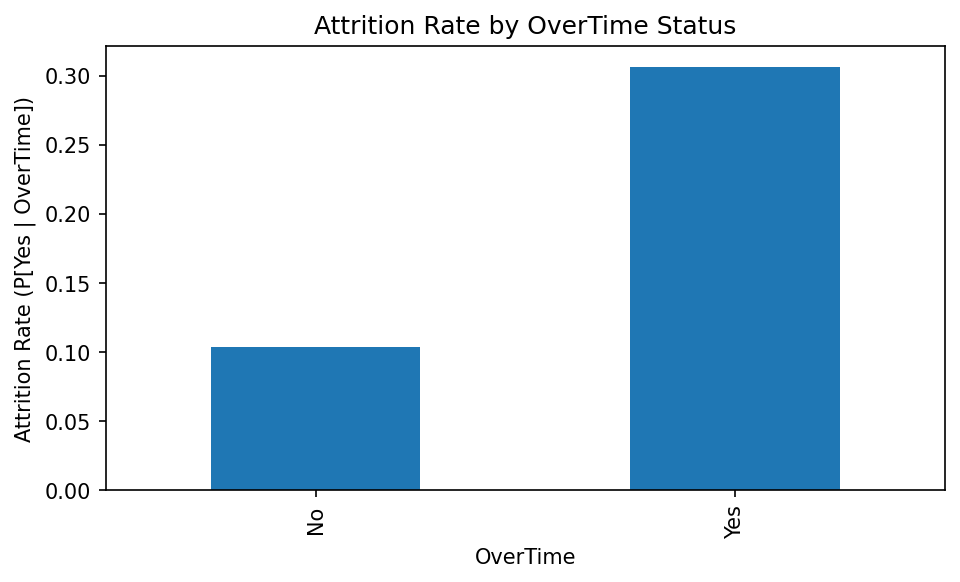 Attrition Rate by OverTime Status
Attrition Rate (P[Yes | OverTime])
0.30
0.25
0.20
0.15
0.10
0.05
0.00
No
Yes
OverTime